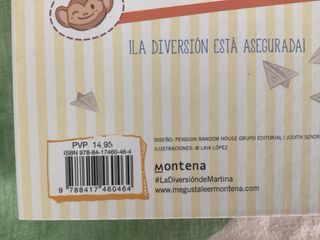 ¡LA DIVERSIÓN ESTÁ ASEGURADA!
PVP 14,95
ISBN 978-84-17460-46-4
9 788417 460464
DISEÑO: PENGUIN RANDOM HOUSE GRUPO EDITORIAL / JUDITH SENDR
ILUSTRACIONES: © LAIA LÓPEZ
Montena
#LaDiversióndeMartina
www.megustaleermontena.com